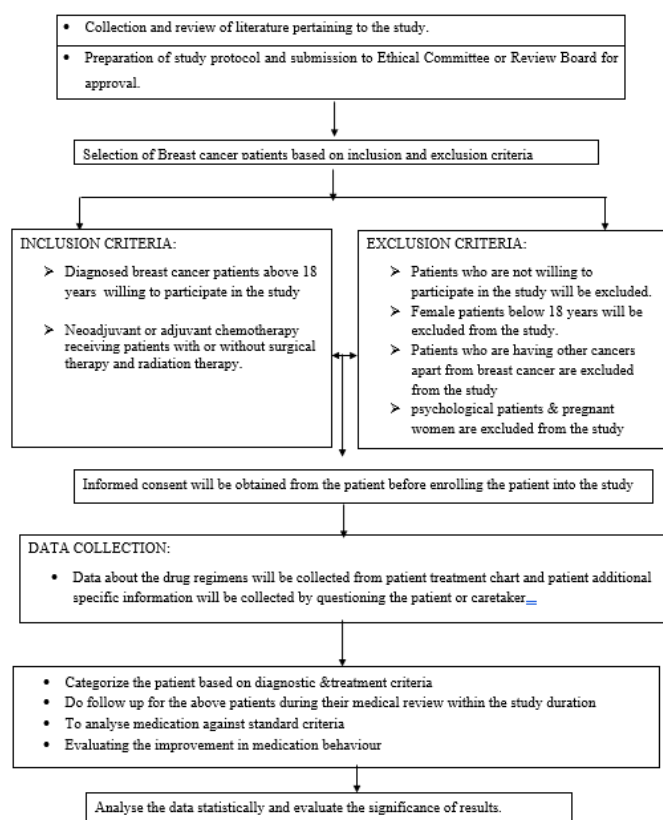 • Collection and review of literature pertaining to the study.
• Preparation of study protocol and submission to Ethical Committee or Review Board for
approval.
Selection of Breast cancer patients based on inclusion and exclusion criteria
INCLUSION CRITERIA:
➢ Diagnosed breast cancer patients above 18
years willing to participate in the study
➢ Neoadjuvant or adjuvant chemotherapy
receiving patients with or without surgical
therapy and radiation therapy.
EXCLUSION CRITERIA:
➢ Patients who are not willing to
participate in the study will be excluded.
➢ Female patients below 18 years will be
excluded from the study.
➢ Patients who are having other cancers
apart from breast cancer are excluded
from the study
➢ psychological patients & pregnant
women are excluded from the study
Informed consent will be obtained from the patient before enrolling the patient into the study
DATA COLLECTION:
• Data about the drug regimens will be collected from patient treatment chart and patient additional
specific information will be collected by questioning the patient or caretaker
• Categorize the patient based on diagnostic &treatment criteria
• Do follow up for the above patients during their medical review within the study duration
• To analyse medication against standard criteria
• Evaluating the improvement in medication behaviour
Analyse the data statistically and evaluate the significance of results.